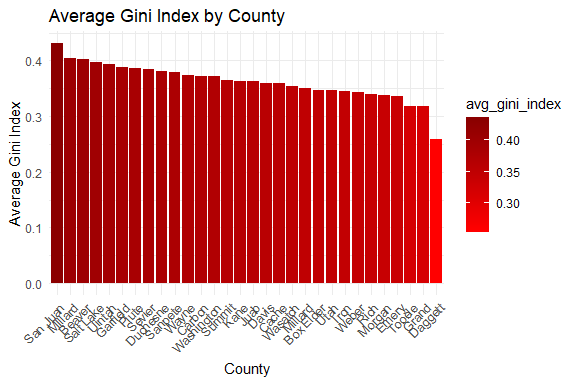 Average Gini Index by County
Average Gini Index
0.4
0.3
0.2
0.1
0.0
San Juan
Millard
Beaver
Salt Lake
Uintah
Garfield
Piute
Sevier
Duchesne
Sanpete
Wayne
Carbon
Washington
Summit
Kane
Juab
Davis
Cache
Wasatch
Millard
Box Elder
Utah
Iron
Weber
Rich
Morgan
Emery
Tooele
Grand
Daggett
County
avg_gini_index
0.40
0.35
0.30